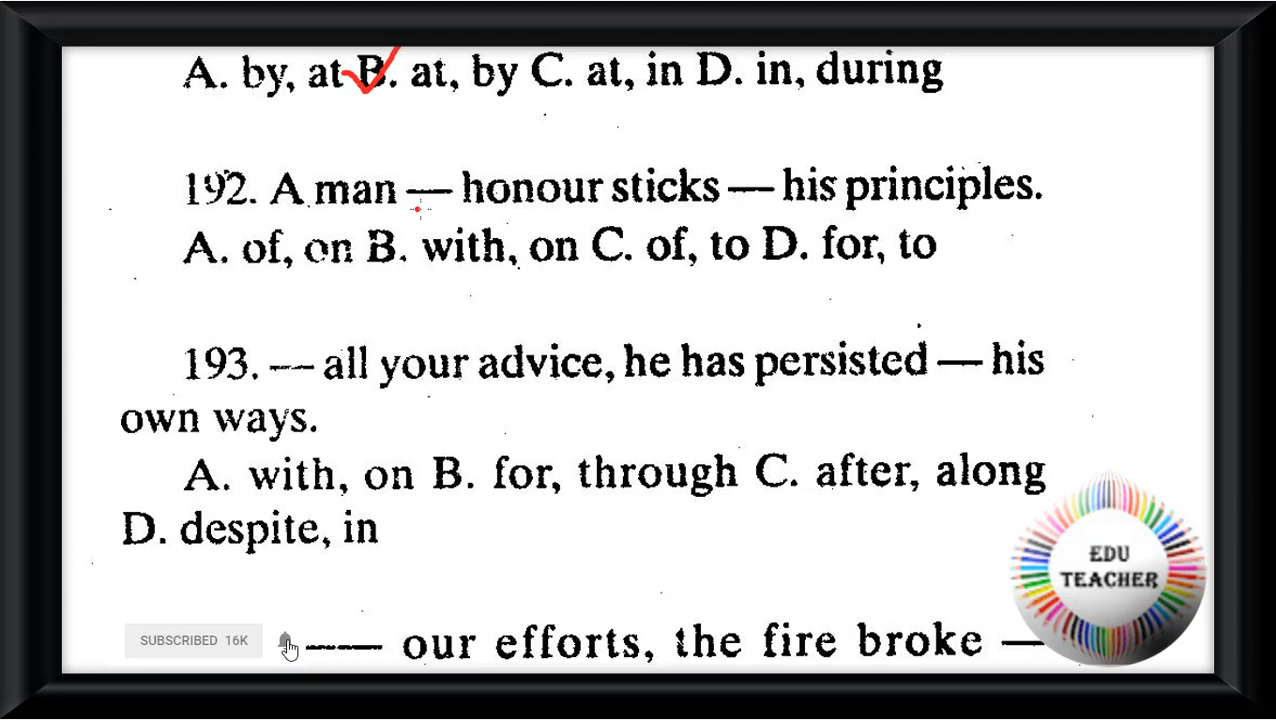 A. by, at B. at, by C. at, in D. in, during
192. A man — honour sticks — his principles.
A. of, on B. with, on C. of, to D. for, to
193. — all your advice, he has persisted — his
own ways.
A. with, on B. for, through C. after, along
D. despite, in
EDU
TEACHER
SUBSCRIBED 16K
— our efforts, the fire broke —